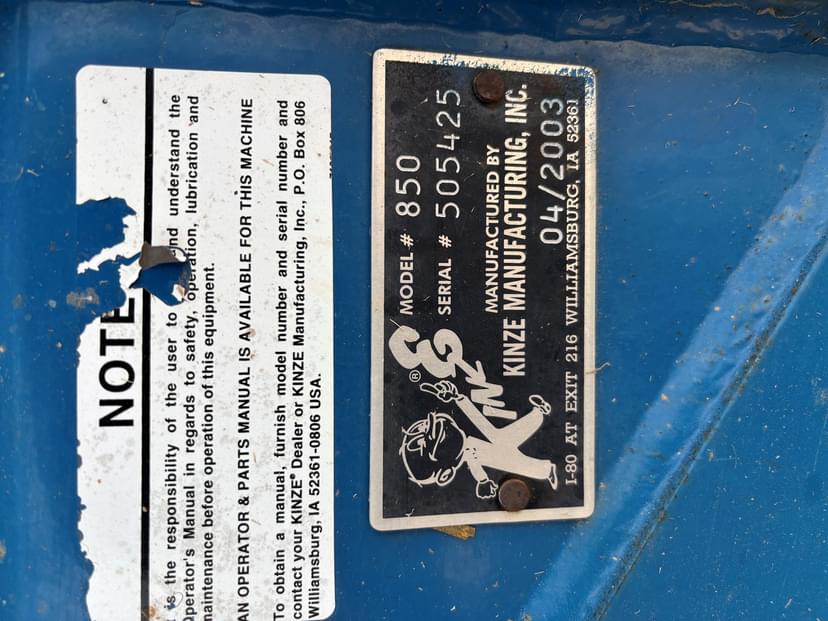 NOTE
is the responsibility of the user to and understand the
Operator's Manual in regards to safety, operation, lubrication and
maintenance before operation of this equipment.
AN OPERATOR & PARTS MANUAL IS AVAILABLE FOR THIS MACHINE
To obtain a manual, furnish model number and serial number and
contact your KINZE® Dealer or KINZE Manufacturing, Inc., P.O. Box 806
Williamsburg, IA 52361-0806 USA.
KINZE®
MODEL # 850
SERIAL # 505425
MANUFACTURED BY
KINZE MANUFACTURING, INC.
04/2003
I-80 AT EXIT 216 WILLIAMSBURG, IA 52361